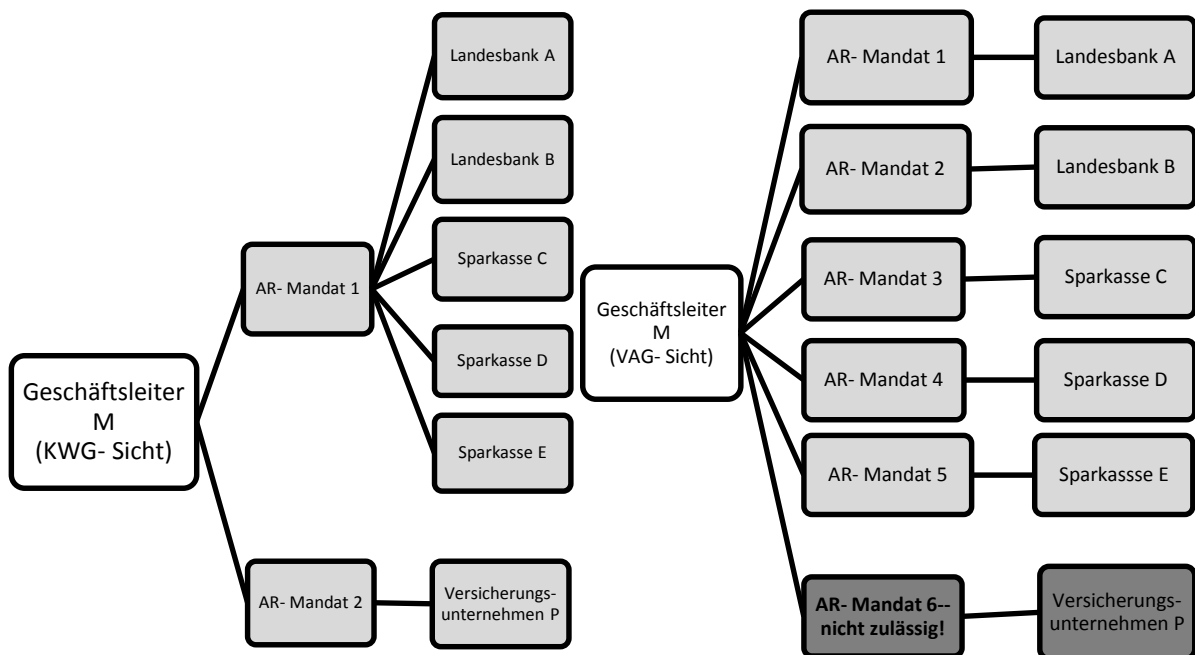 Geschäftsleiter
M
(KWG- Sicht)
AR- Mandat 1
Landesbank A
Landesbank B
Sparkasse C
Sparkasse D
Sparkasse E
AR- Mandat 2
Versicherungs-
unternehmen P
Geschäftsleiter
M
(VAG- Sicht)
AR- Mandat 1
Landesbank A
AR- Mandat 2
Landesbank B
AR- Mandat 3
Sparkasse C
AR- Mandat 4
Sparkasse D
AR- Mandat 5
Sparkassse E
AR- Mandat 6--
nicht zulässig!
Versicherungs-
unternehmen P